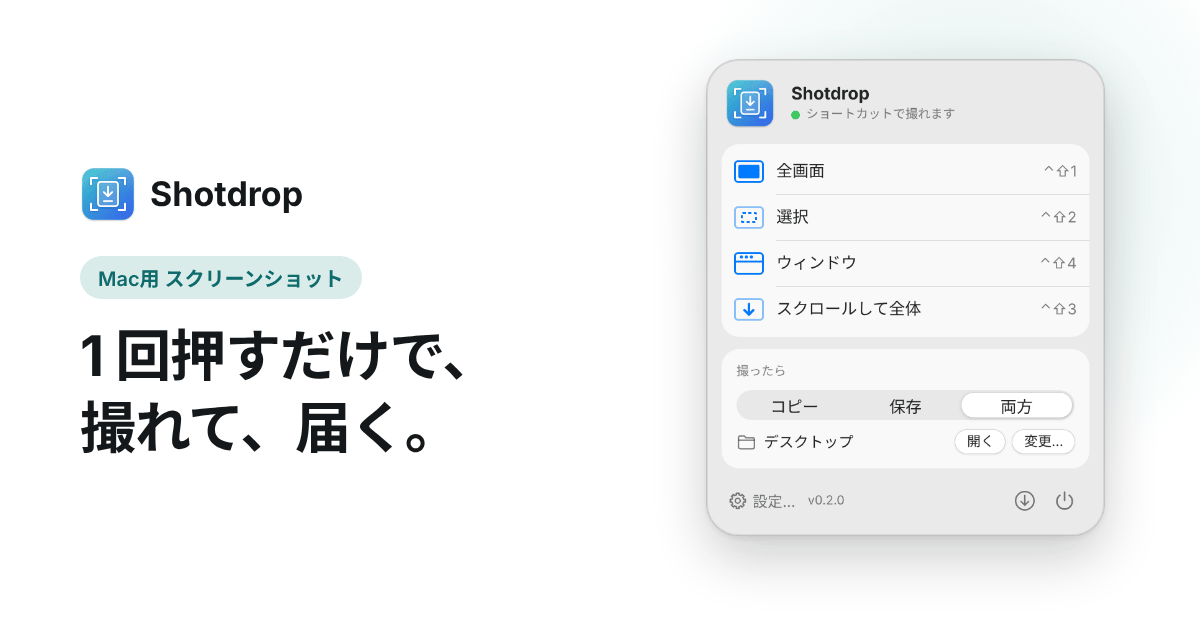 Shotdrop
Mac用 スクリーンショット
1回押すだけで、
撮れて、届く。
Shotdrop
ショートカットで撮れます
全画面 ^⇧1
選択 ^⇧2
ウィンドウ ^⇧4
スクロールして全体 ^⇧3
撮ったら
コピー 保存 両方
デスクトップ 開く 変更...
設定... v0.2.0